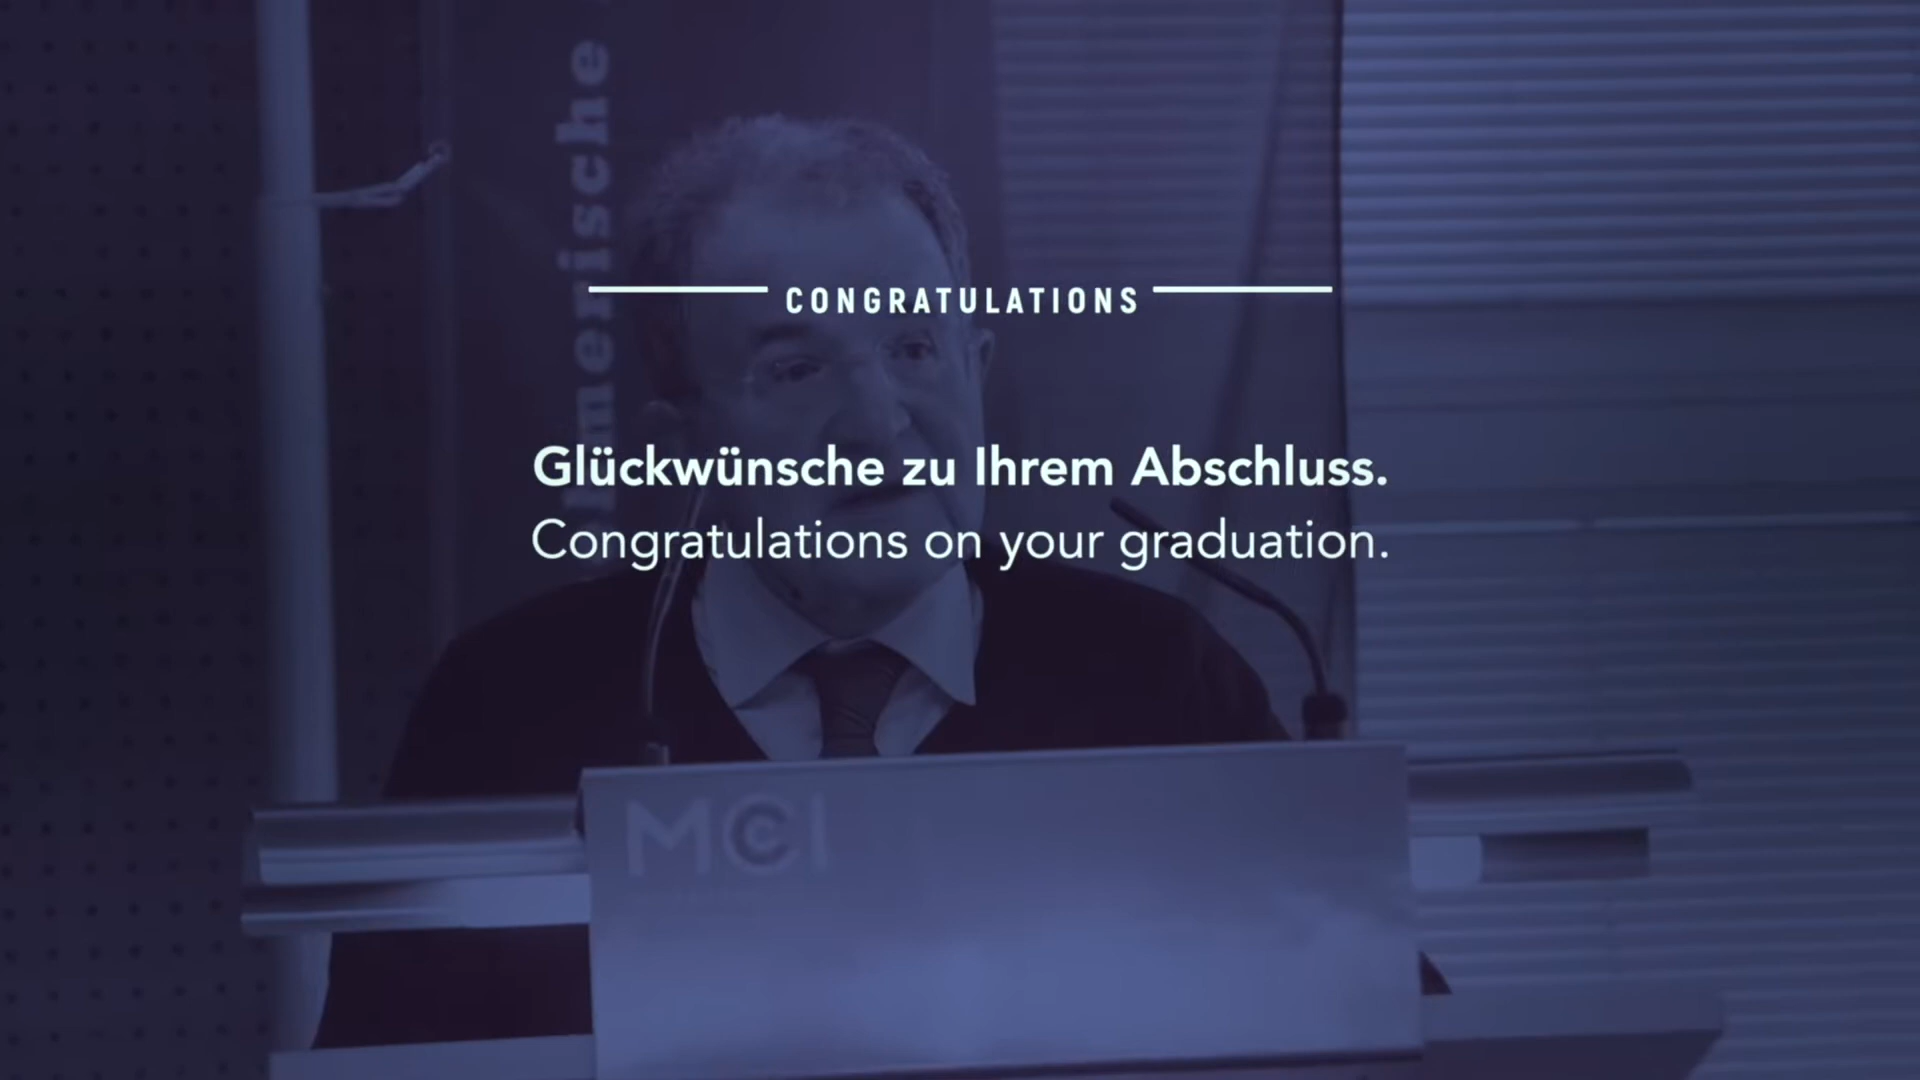 CONGRATULATIONS
Glückwünsche zu Ihrem Abschluss.
Congratulations on your graduation.
MCI